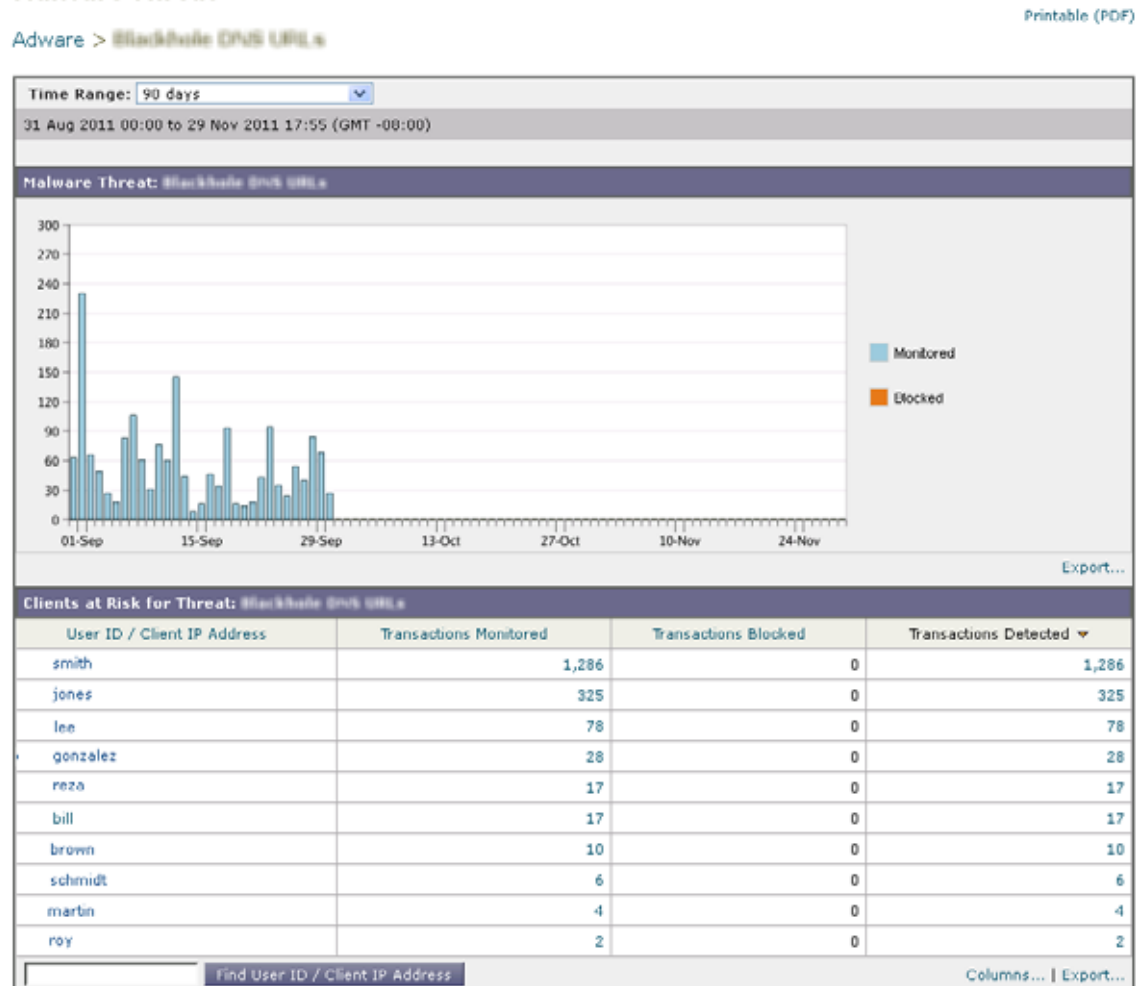 Printable (PDF)
Adware >
Time Range: 90 days
31 Aug 2011 00:00 to 29 Nov 2011 17:55 (GMT -08:00)
Malware Threat:
300
270
240
210
180
150
120
90
60
30
0
01-Sep 15-Sep 29-Sep 13-Oct 27-Oct 10-Nov 24-Nov
Monitored
Blocked
Export...
Clients at Risk for Threat:
User ID / Client IP Address Transactions Monitored Transactions Blocked Transactions Detected
smith 1,286 0 1,286
jones 325 0 325
lee 78 0 78
gonzalez 28 0 28
reza 17 0 17
bill 17 0 17
brown 10 0 10
schmidt 6 0 6
martin 4 0 4
roy 2 0 2
Find User ID / Client IP Address Columns... | Export...